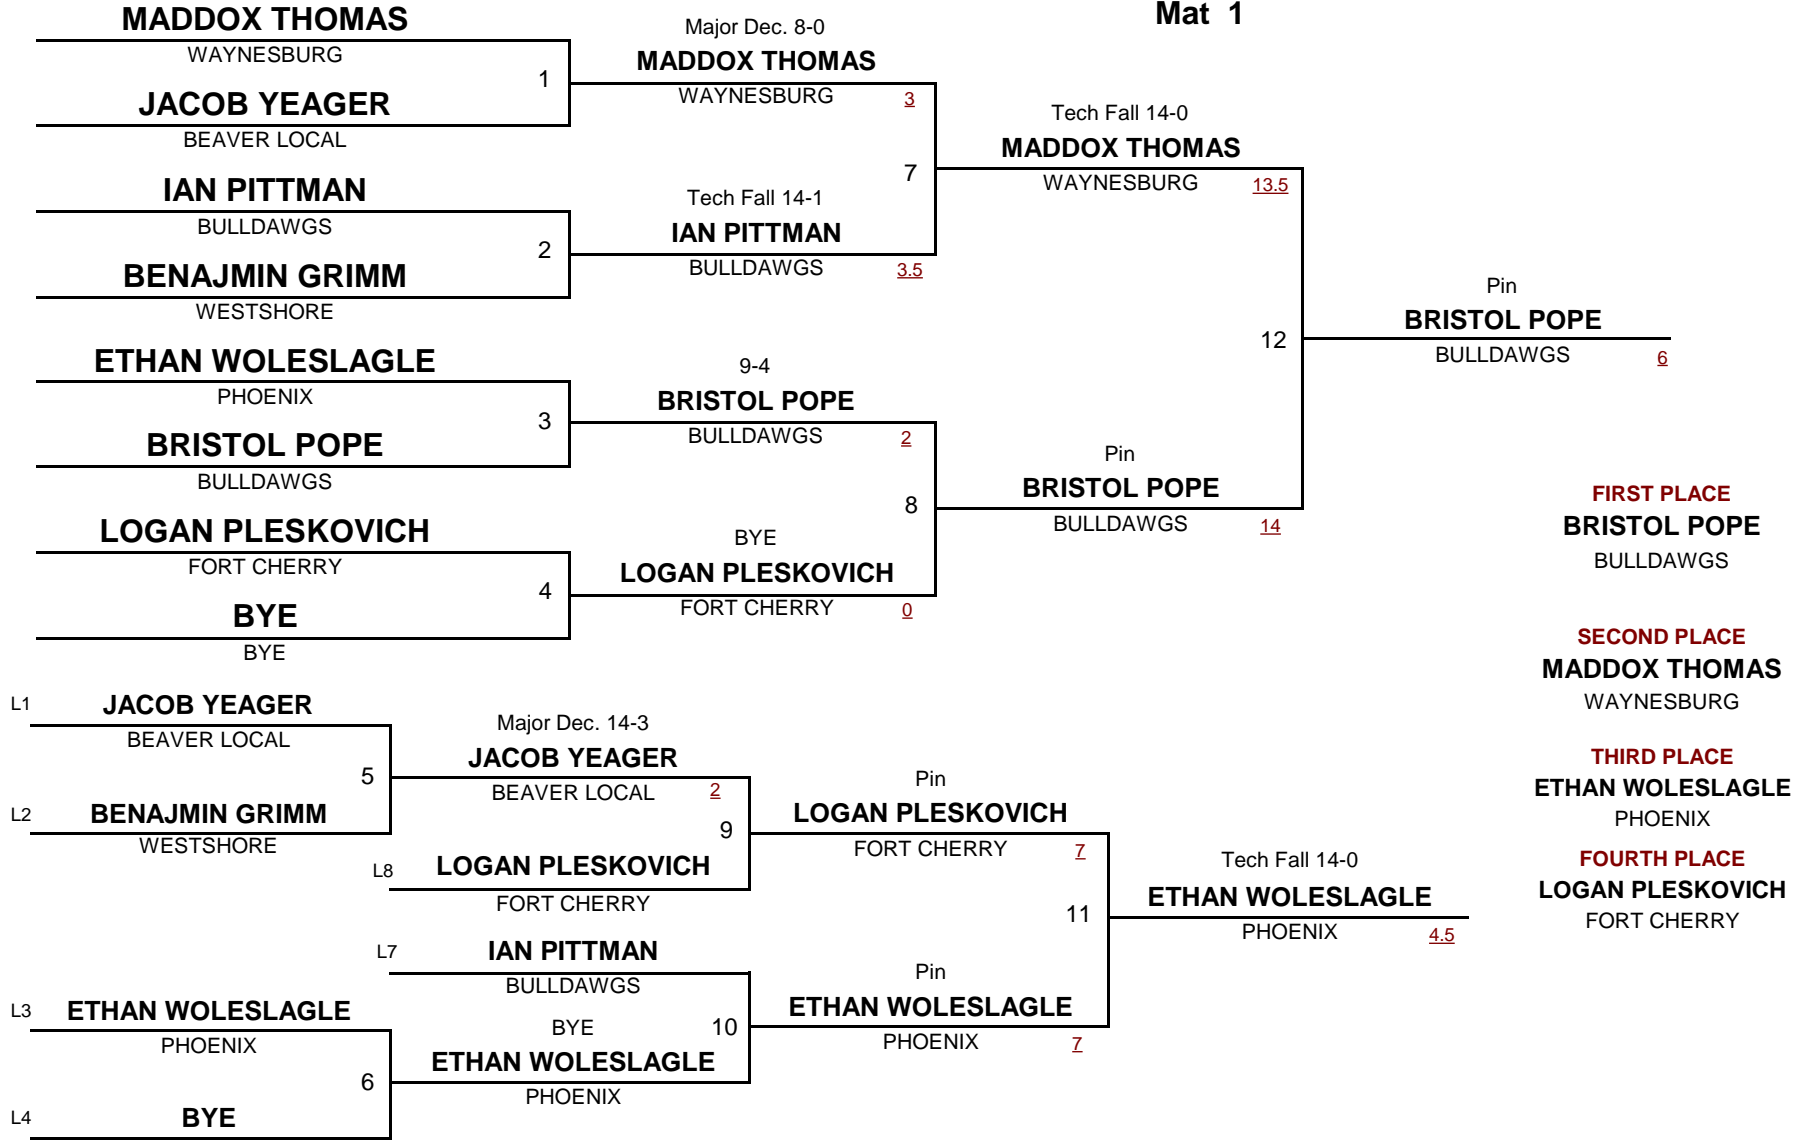 Mat 1
MADDOX THOMAS
WAYNESBURG
1
JACOB YEAGER
BEAVER LOCAL
IAN PITTMAN
BULLDAWGS
2
BENAJMIN GRIMM
WESTSHORE
ETHAN WOLESLAGLE
PHOENIX
3
BRISTOL POPE
BULLDAWGS
LOGAN PLESKOVICH
FORT CHERRY
4
BYE
BYE
Major Dec. 8-0
MADDOX THOMAS
WAYNESBURG 3
7
Tech Fall 14-1
IAN PITTMAN
BULLDAWGS 3.5
9-4
BRISTOL POPE
BULLDAWGS 2
8
BYE
LOGAN PLESKOVICH
FORT CHERRY 0
Tech Fall 14-0
MADDOX THOMAS
WAYNESBURG 13.5
12
Pin
BRISTOL POPE
BULLDAWGS 14
Pin
BRISTOL POPE
BULLDAWGS 6
L1 JACOB YEAGER
BEAVER LOCAL
5
L2 BENAJMIN GRIMM
WESTSHORE
L3 ETHAN WOLESLAGLE
PHOENIX
6
L4 BYE
Major Dec. 14-3
JACOB YEAGER
BEAVER LOCAL 2
9
L8 LOGAN PLESKOVICH
FORT CHERRY
L7 IAN PITTMAN
BULLDAWGS
BYE 10
ETHAN WOLESLAGLE
PHOENIX
Pin
LOGAN PLESKOVICH
FORT CHERRY 7
11
Pin
ETHAN WOLESLAGLE
PHOENIX 7
Tech Fall 14-0
ETHAN WOLESLAGLE
PHOENIX 4.5
FIRST PLACE
BRISTOL POPE
BULLDAWGS
SECOND PLACE
MADDOX THOMAS
WAYNESBURG
THIRD PLACE
ETHAN WOLESLAGLE
PHOENIX
FOURTH PLACE
LOGAN PLESKOVICH
FORT CHERRY